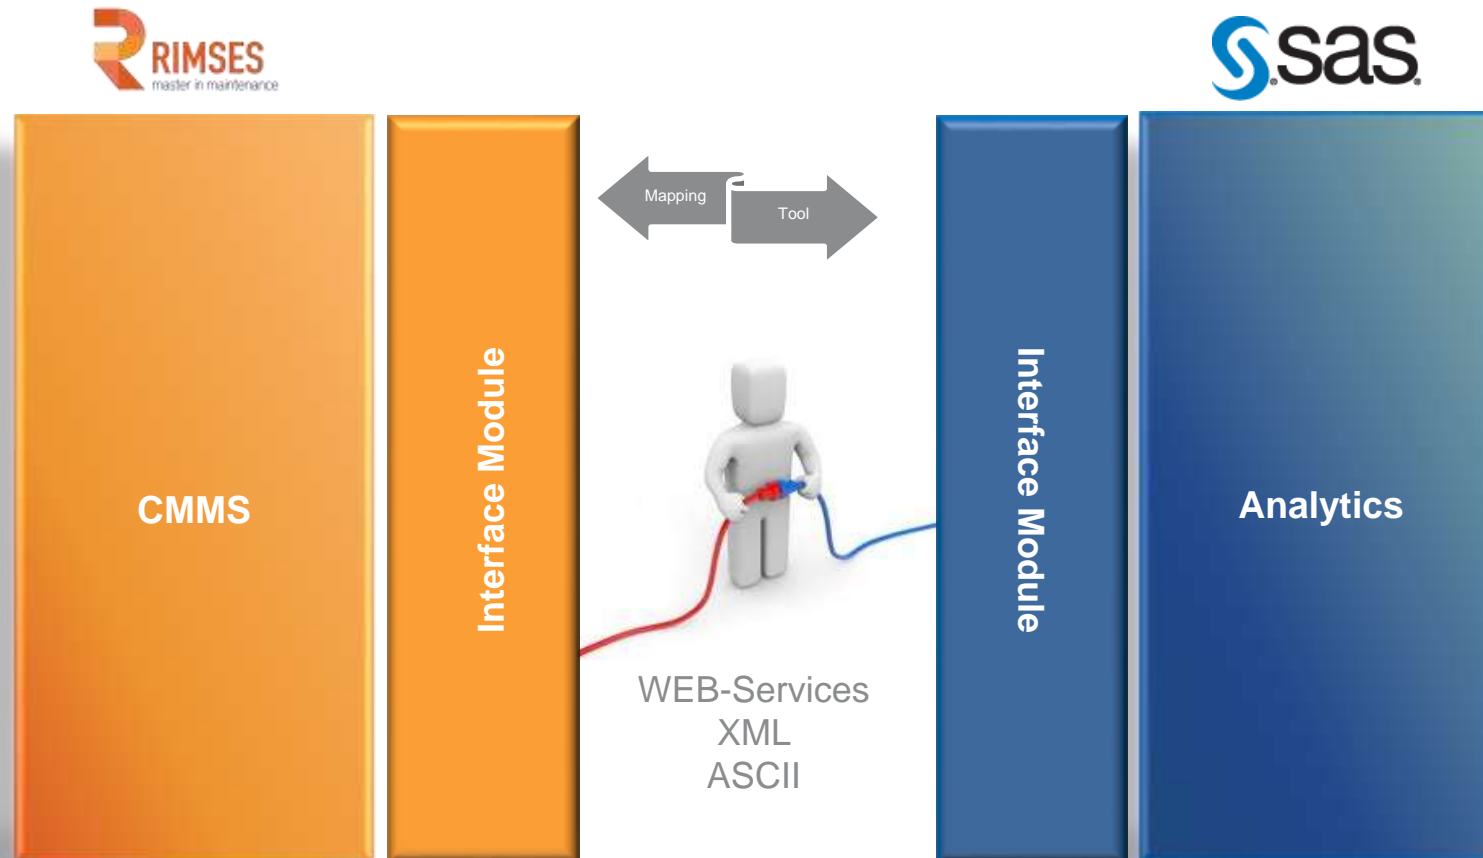 RIMSES
master in maintenance
sas
Mapping
Tool
CMMS
Interface Module
Interface Module
Analytics
WEB-Services
XML
ASCII